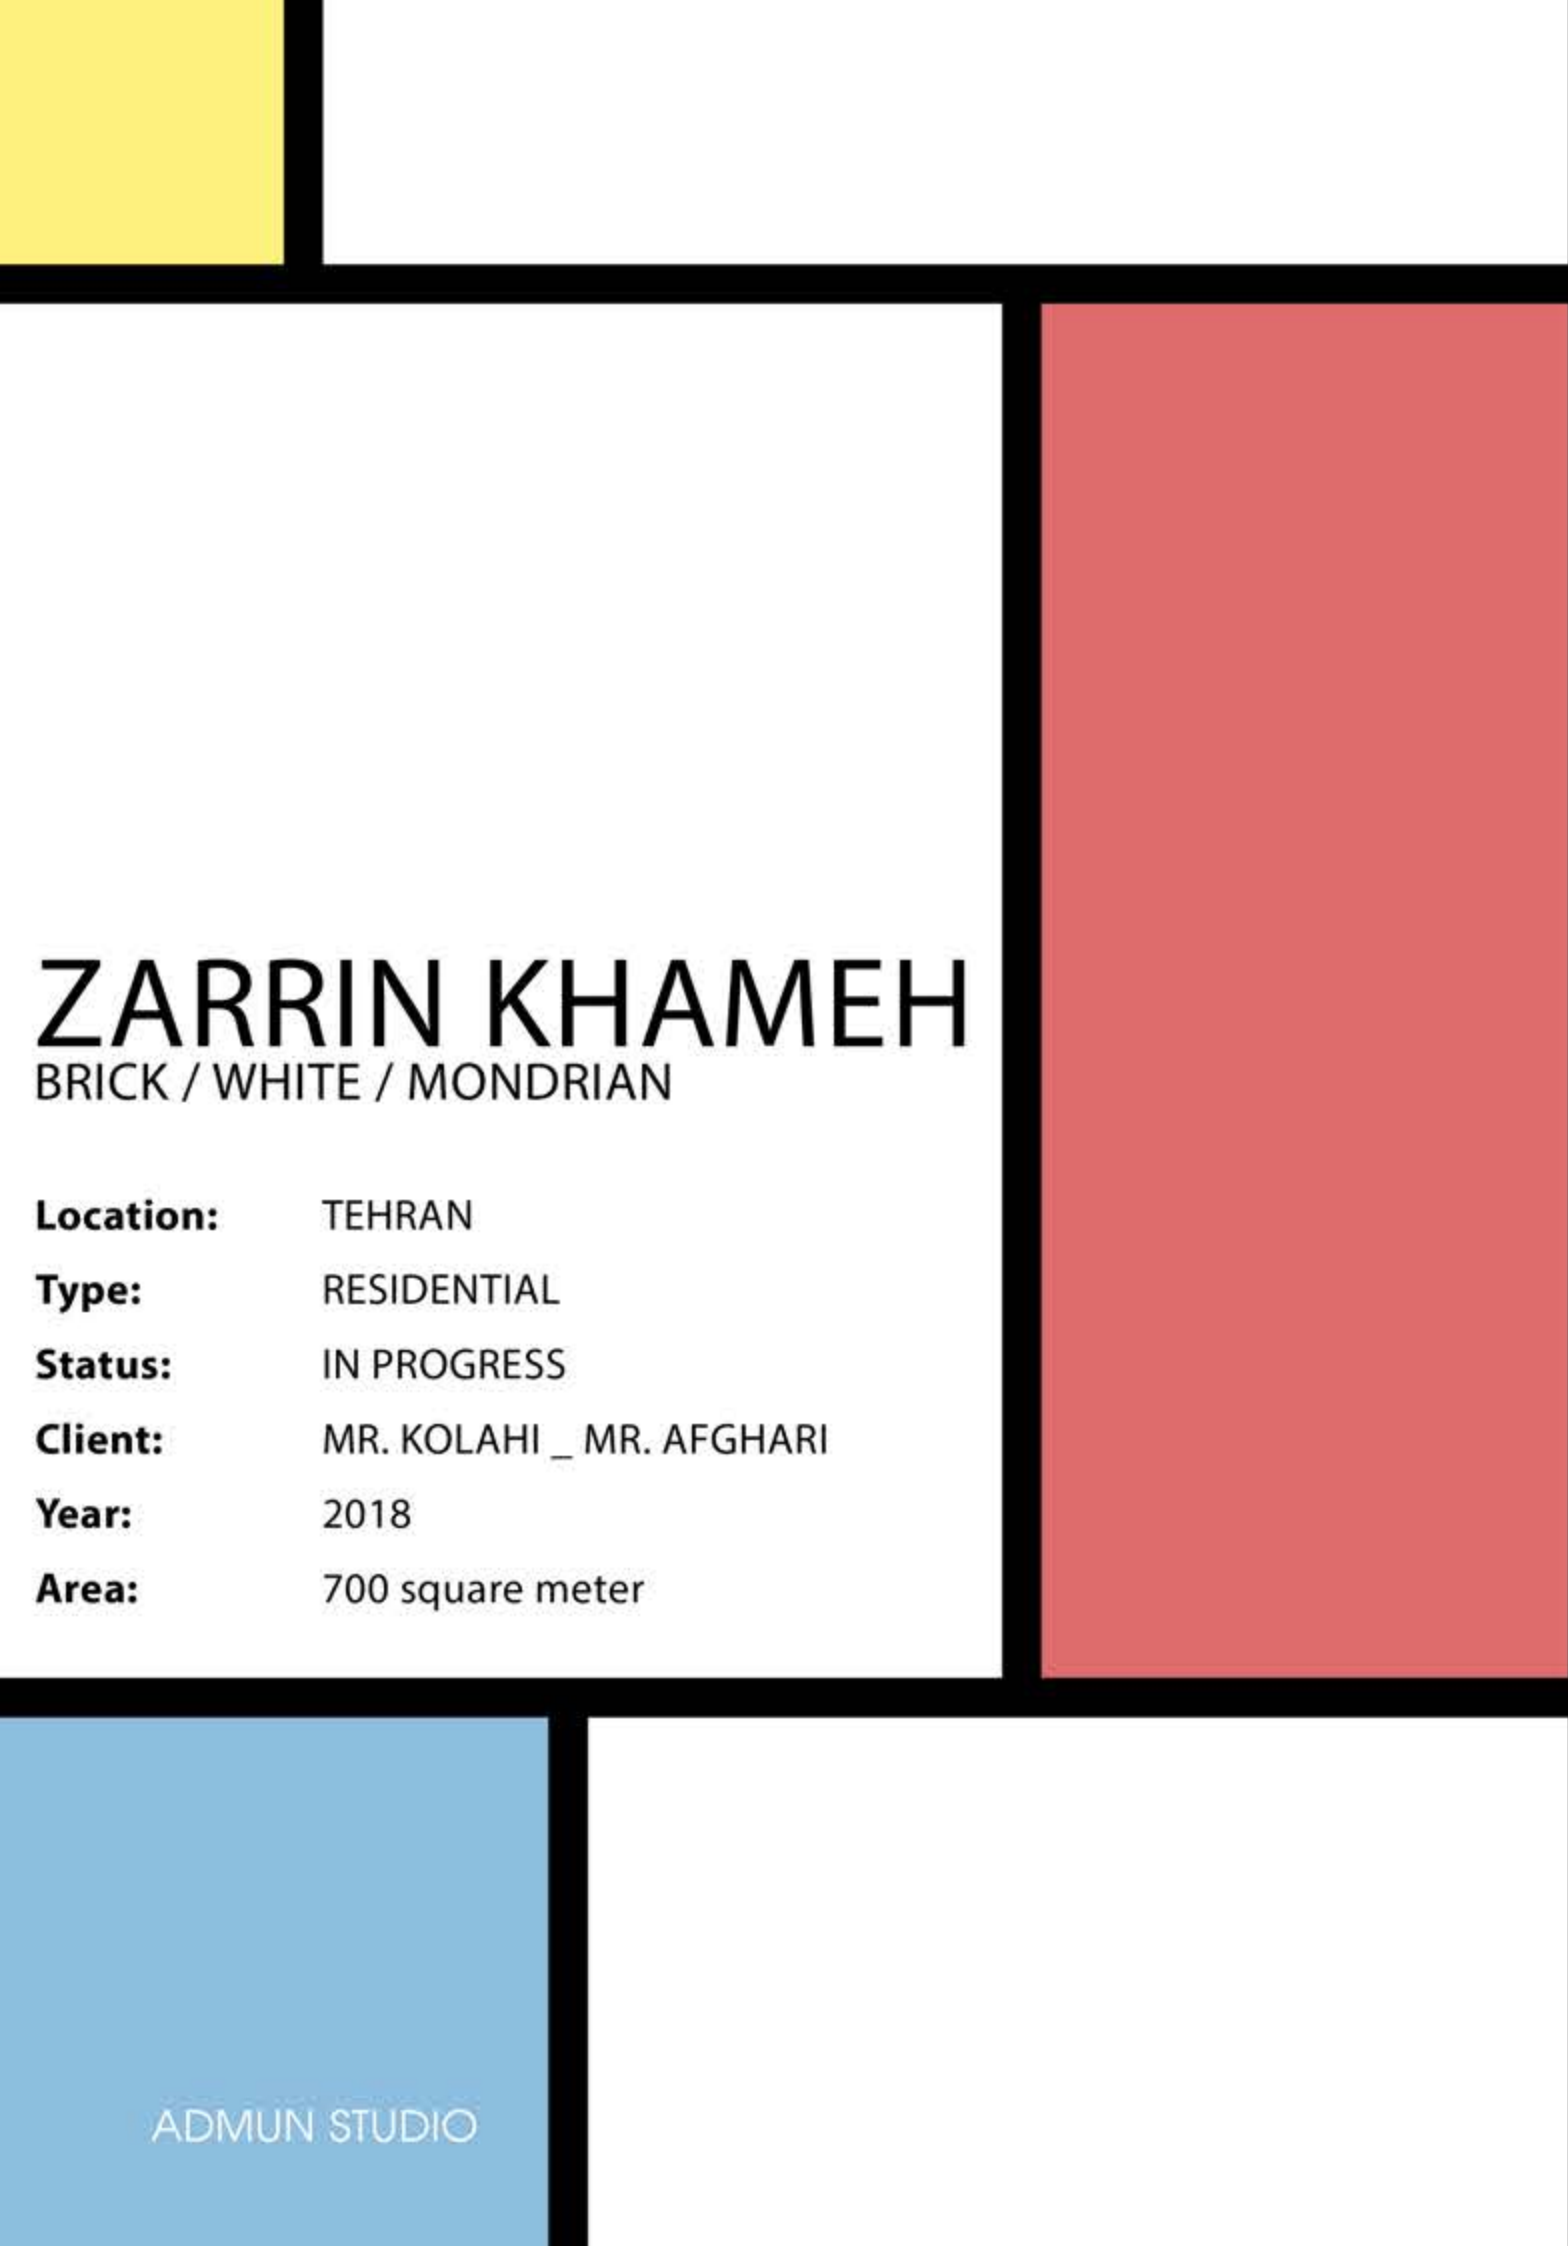 ZARRIN KHAMEH
BRICK / WHITE / MONDRIAN
Location: TEHRAN
Type: RESIDENTIAL
Status: IN PROGRESS
Client: MR. KOLAHI _ MR. AFGHARI
Year: 2018
Area: 700 square meter
ADMUN STUDIO